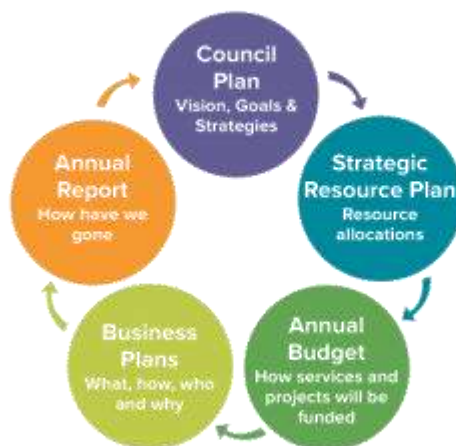 Council
Plan
Vision, Goals &
Strategies
Strategic
Resource Plan
Resource
allocations
Annual
Budget
How services and
projects will be
funded
Business
Plans
What, how, who
and why
Annual
Report
How have we
gone